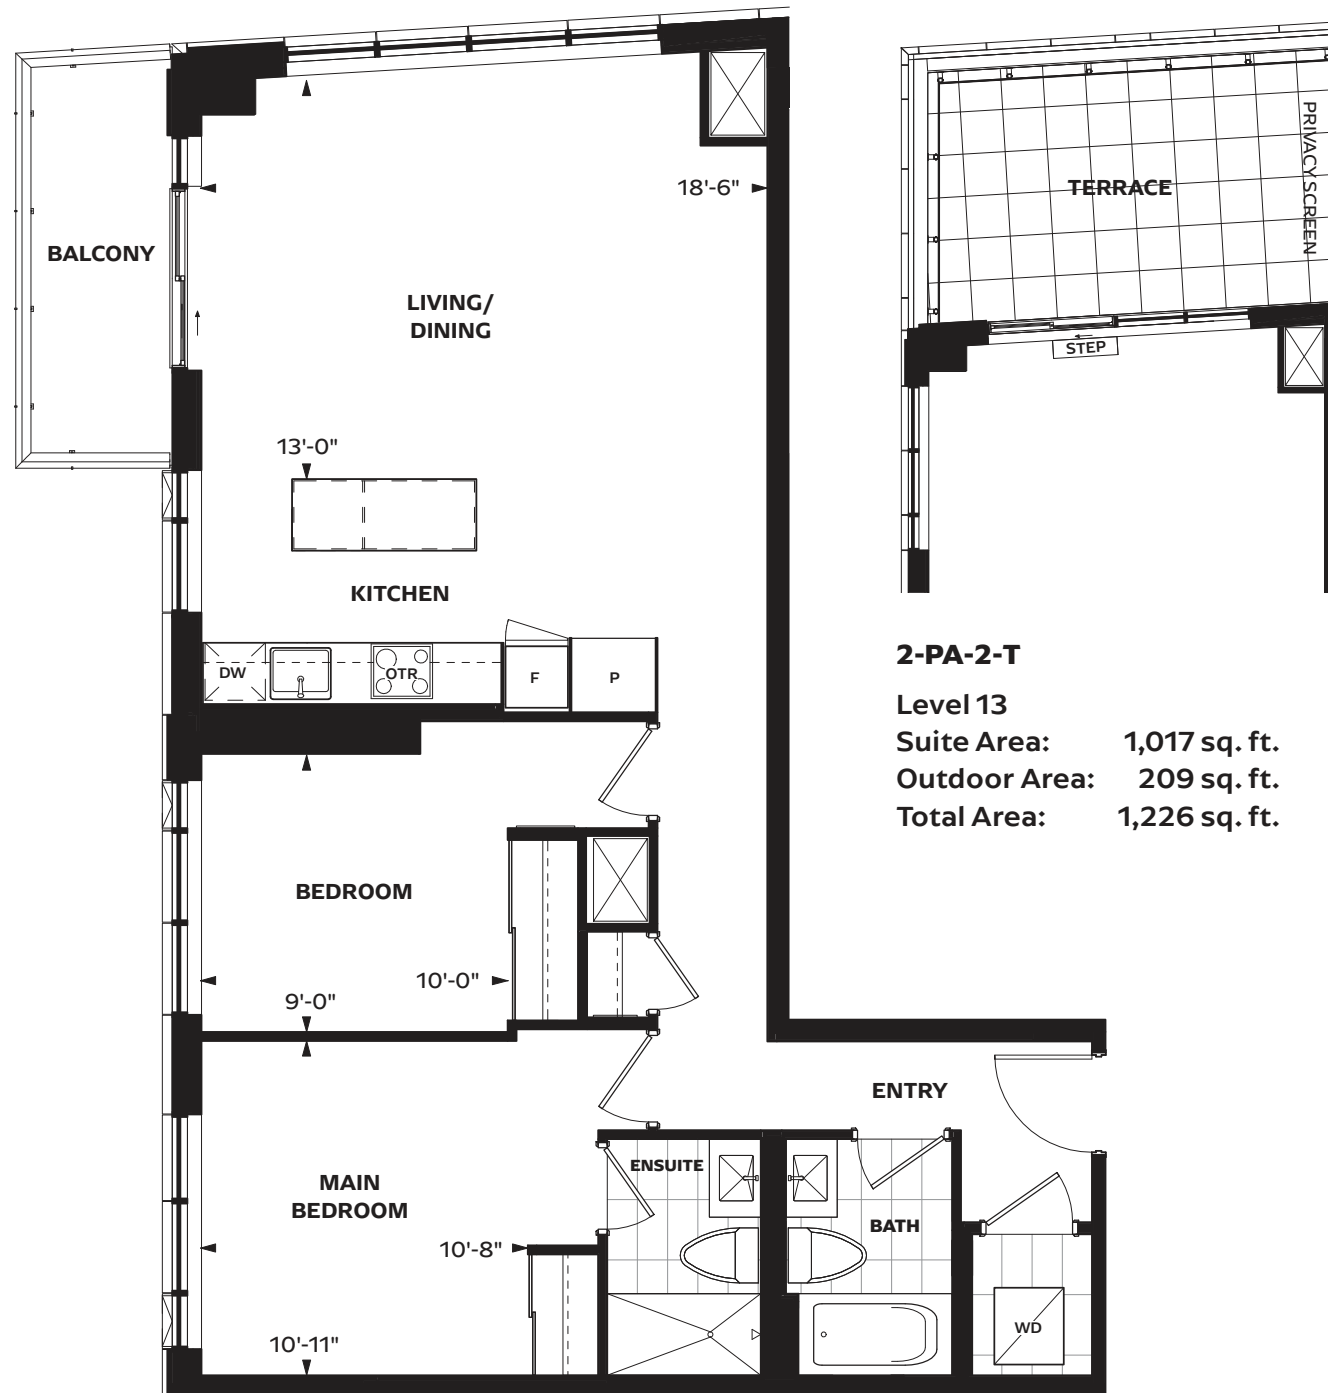 BALCONY
18'-6"
LIVING/
DINING
13'-0"
KITCHEN
DW
OTR
F
P
BEDROOM
10'-0"
9'-0"
ENTRY
MAIN
BEDROOM
ENSUITE
BATH
10'-8"
10'-11"
WD
TERRACE
PRIVACY SCREEN
STEP
2-PA-2-T
Level 13
Suite Area: 1,017 sq. ft.
Outdoor Area: 209 sq. ft.
Total Area: 1,226 sq. ft.